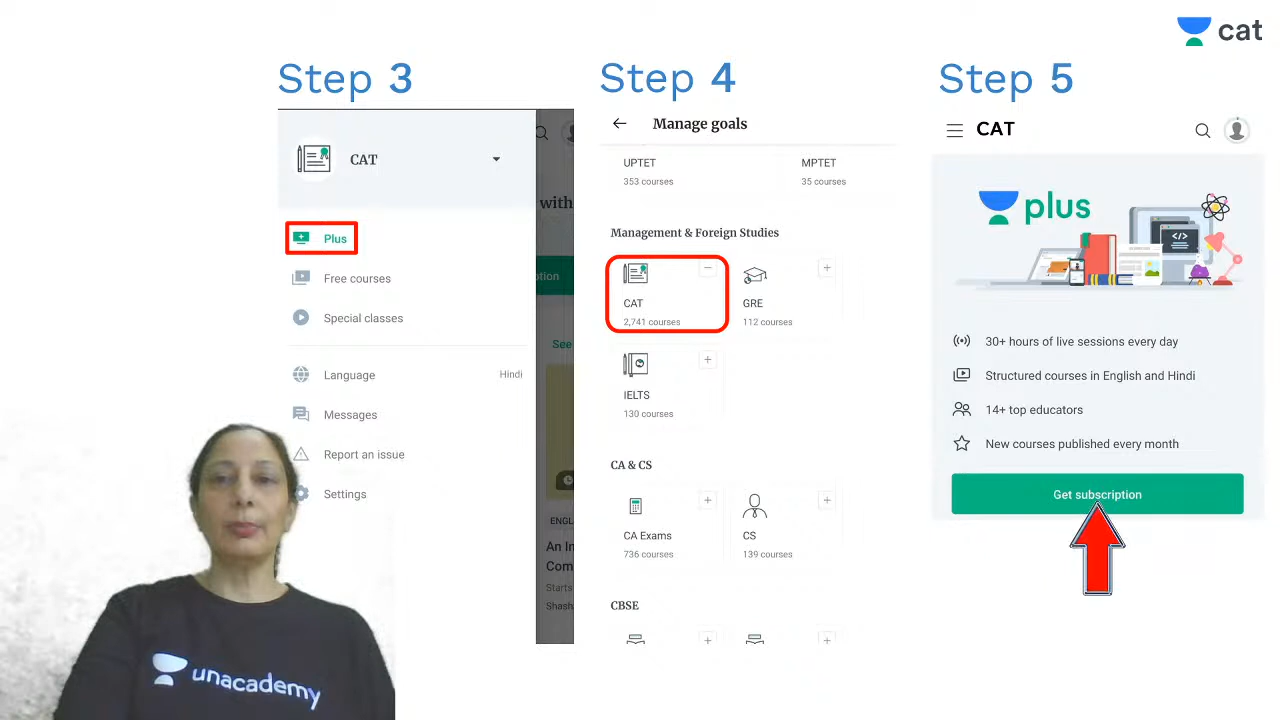 cat
Step 3
CAT
Plus
Free courses
Special classes
Language Hindi
Messages
Report an issue
Settings
with
See
ENGL
An In
Com
Starts
Shash
Step 4
Manage goals
UPTET MPTET
353 courses 35 courses
Management & Foreign Studies
CAT GRE
2,741 courses 112 courses
IELTS
130 courses
CA & CS
CA Exams CS
736 courses 139 courses
CBSE
Step 5
CAT
plus
30+ hours of live sessions every day
Structured courses in English and Hindi
14+ top educators
New courses published every month
Get subscription
unacademy